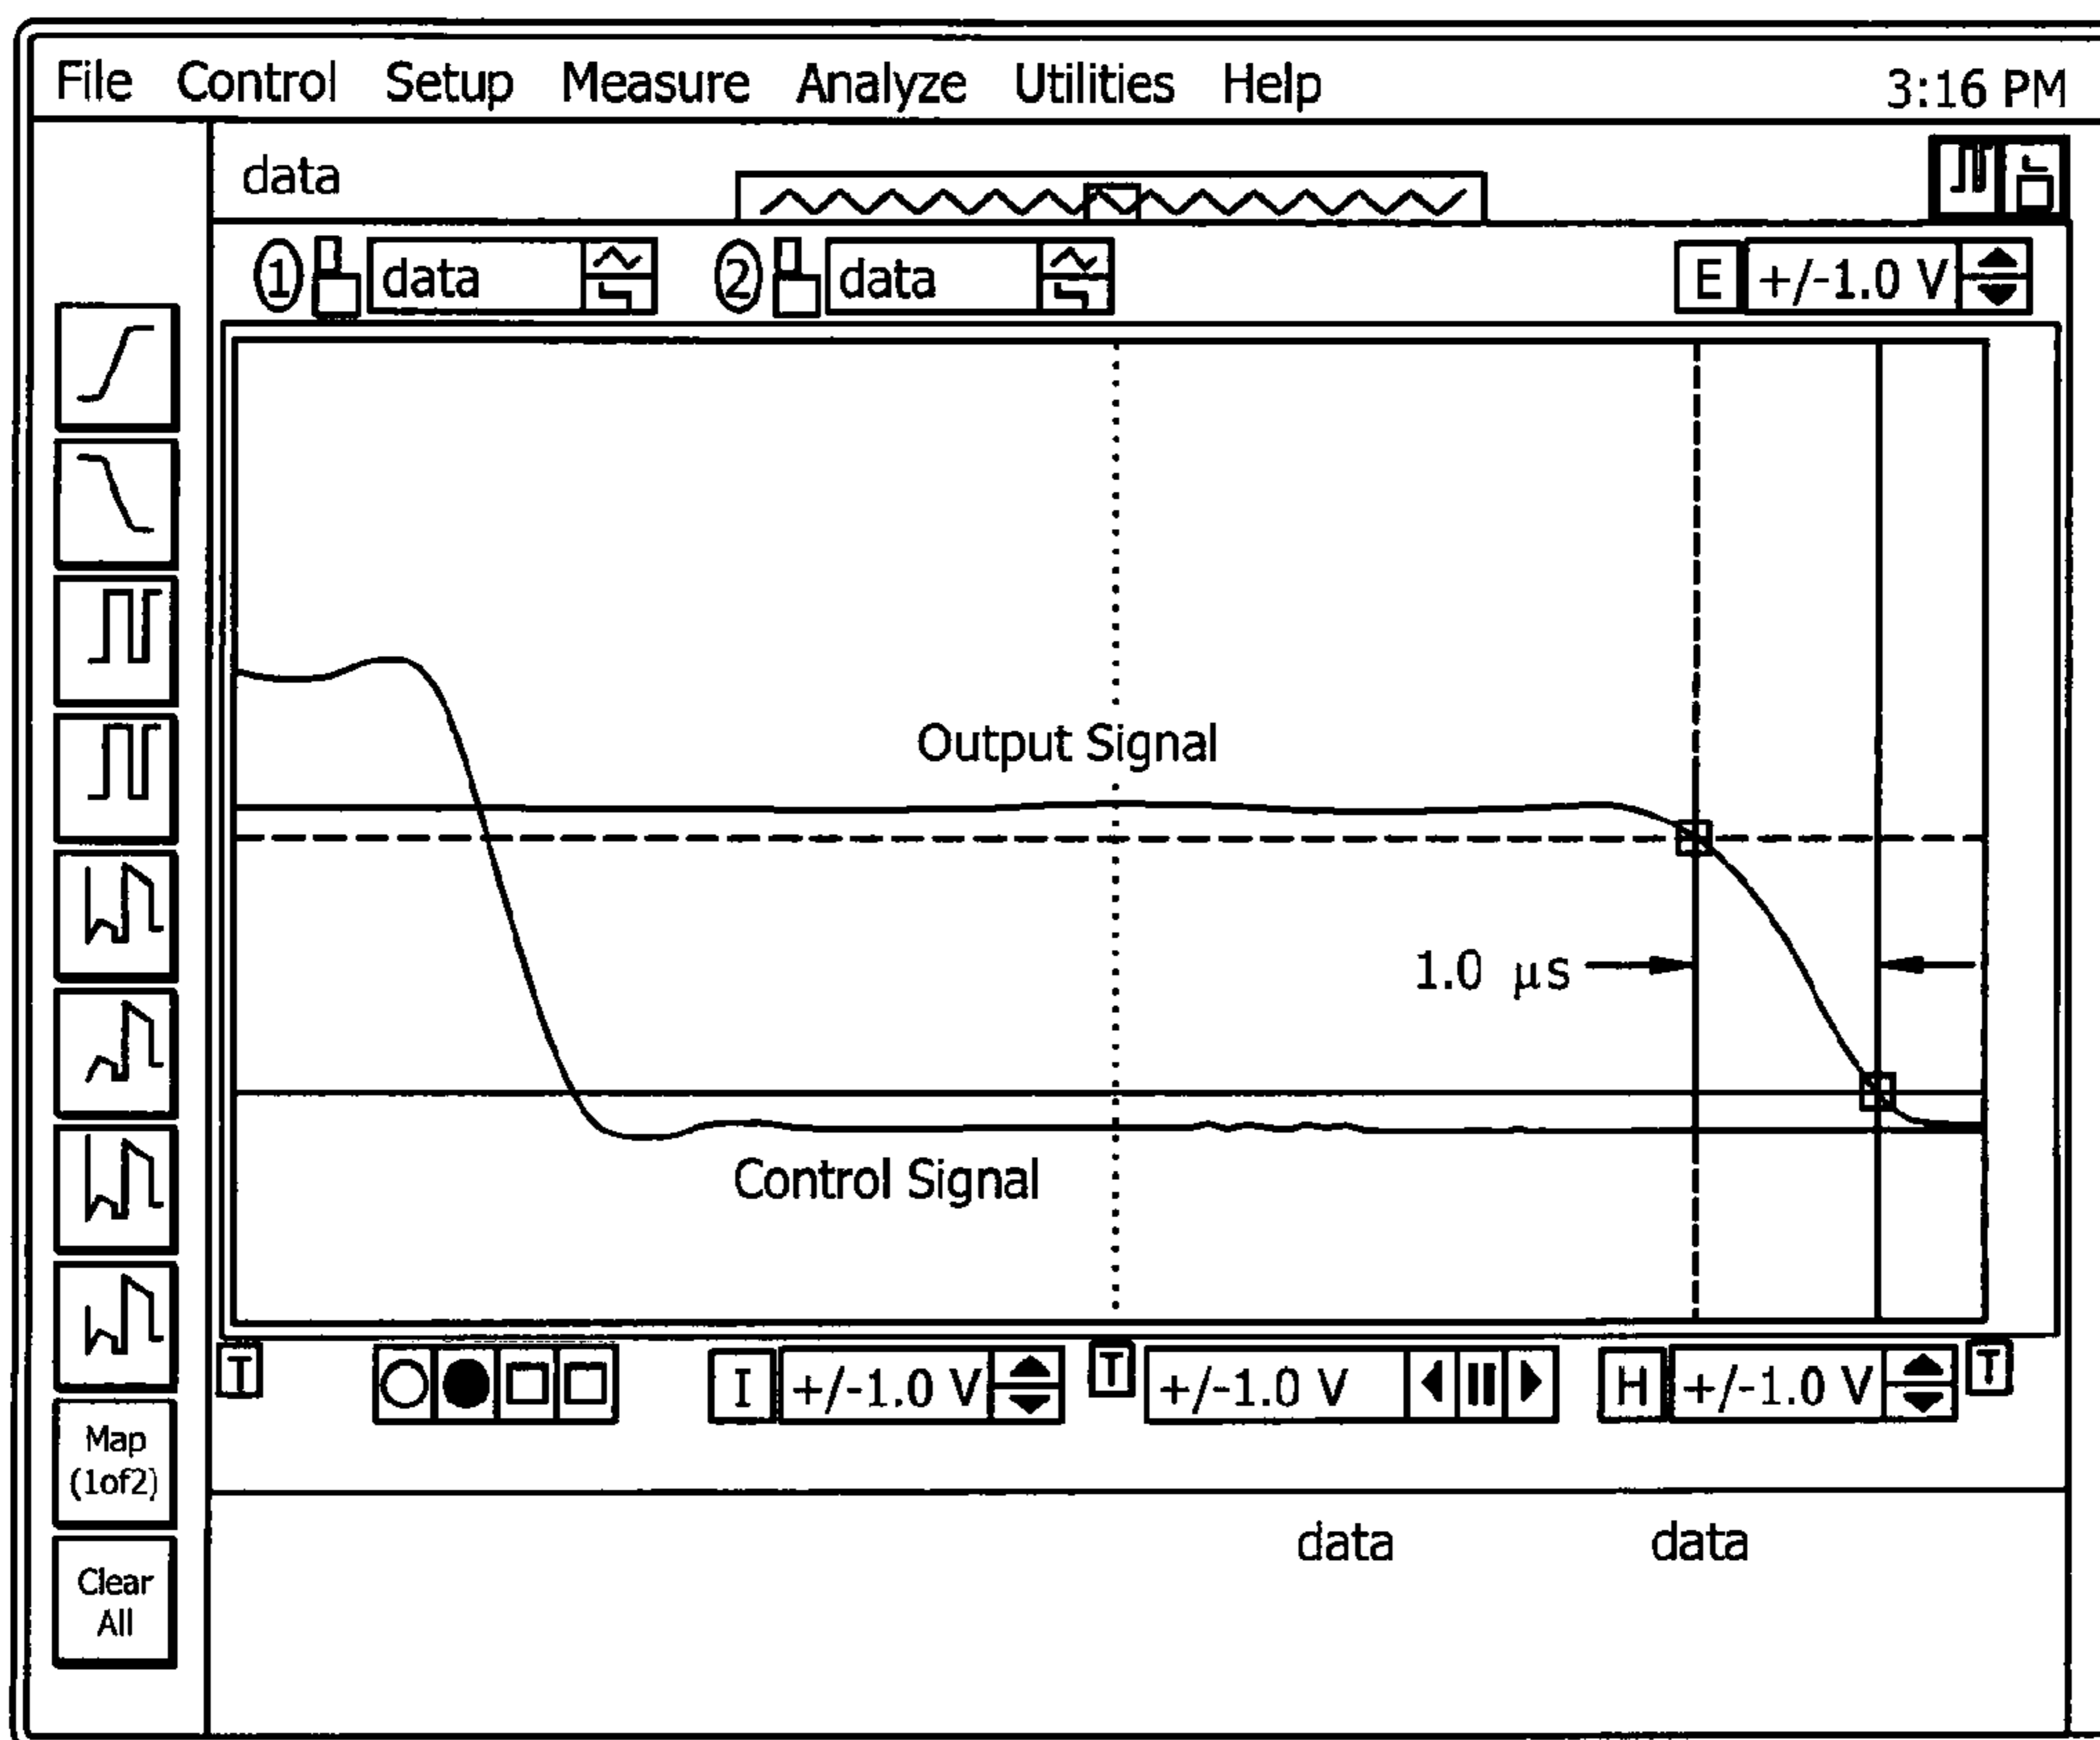 File Control Setup Measure Analyze Utilities Help 3:16 PM
data
1 data 2 data E +/-1.0 V
Output Signal
1.0 μs
Control Signal
T I +/-1.0 V T +/-1.0 V H +/-1.0 V T
Map
(1of2)
data data
Clear
All